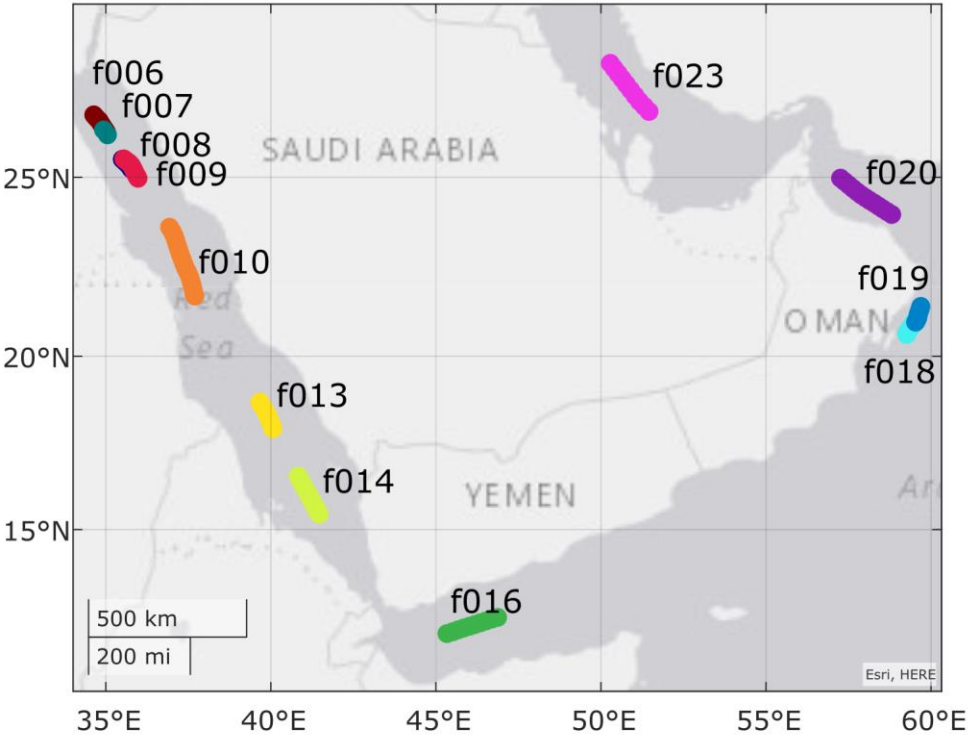 f006
f007
f008
f009
f023
SAUDI ARABIA
25°N
f020
f010
Red
Sea
f019
OMAN
f018
20°N
f013
f014
YEMEN
15°N
f016
500 km
200 mi
Esri, HERE
35°E
40°E
45°E
50°E
55°E
60°E